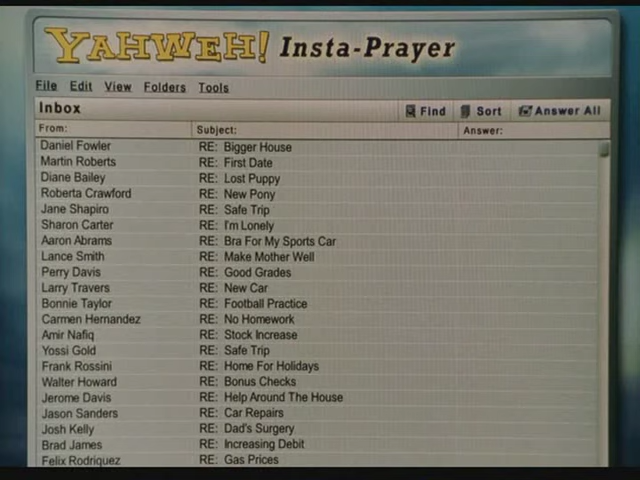 YAHWEH! Insta-Prayer
File Edit View Folders Tools
Inbox Find Sort Answer All
From: Subject: Answer:
Daniel Fowler RE: Bigger House
Martin Roberts RE: First Date
Diane Bailey RE: Lost Puppy
Roberta Crawford RE: New Pony
Jane Shapiro RE: Safe Trip
Sharon Carter RE: I'm Lonely
Aaron Abrams RE: Bra For My Sports Car
Lance Smith RE: Make Mother Well
Perry Davis RE: Good Grades
Larry Travers RE: New Car
Bonnie Taylor RE: Football Practice
Carmen Hernandez RE: No Homework
Amir Nafiq RE: Stock Increase
Yossi Gold RE: Safe Trip
Frank Rossini RE: Home For Holidays
Walter Howard RE: Bonus Checks
Jerome Davis RE: Help Around The House
Jason Sanders RE: Car Repairs
Josh Kelly RE: Dad's Surgery
Brad James RE: Increasing Debit
Felix Rodriquez RE: Gas Prices